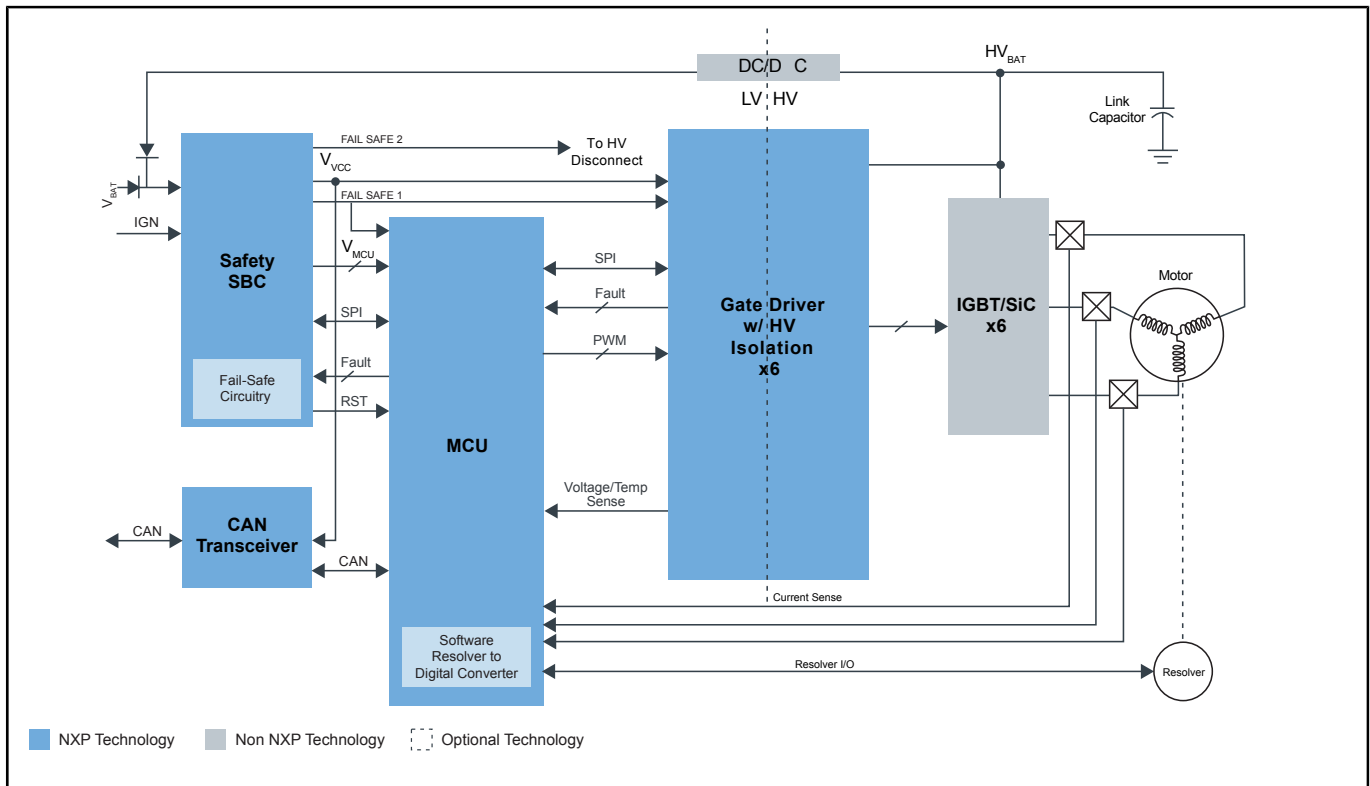 DC/D C
HV BAT
LV HV
Link
Capacitor
FAIL SAFE 2
To HV
Disconnect
V VCC
FAIL SAFE 1
V BAT
IGN
Safety
SBC
V MCU
SPI
Fault
RST
Fail-Safe
Circuitry
MCU
SPI
Fault
PWM
Gate Driver
w/ HV
Isolation
x6
IGBT/SiC
x6
Motor
Voltage/Temp
Sense
CAN
CAN
Transceiver
CAN
Current Sense
Software
Resolver to
Digital Converter
Resolver I/O
Resolver
NXP Technology
Non NXP Technology
Optional Technology